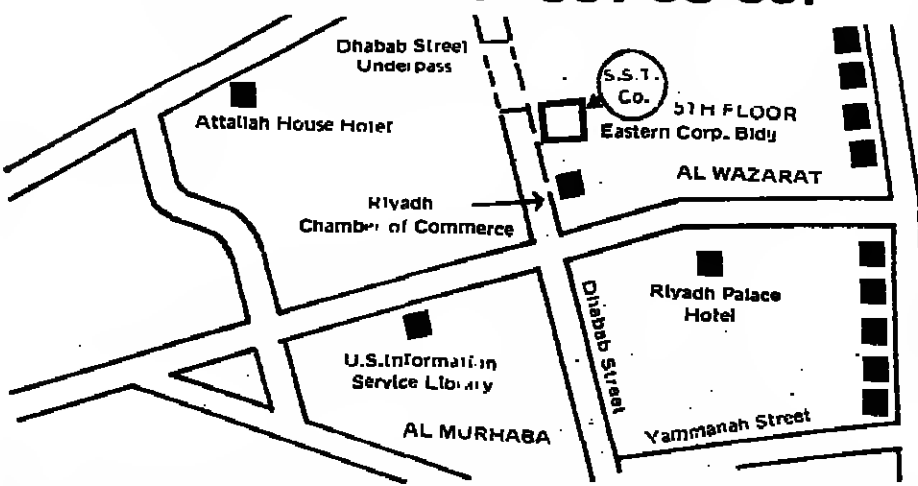 Dhabab Street
Underpass
S.S.T.
Co.
5TH FLOOR
Eastern Corp. Bldy
Attallah House Hotel
AL WAZARAT
Riyadh
Chamber of Commerce
Riyadh Palace
Hotel
Dhabab Street
U.S.Information
Service Library
AL MURHABA
Yammanah Street